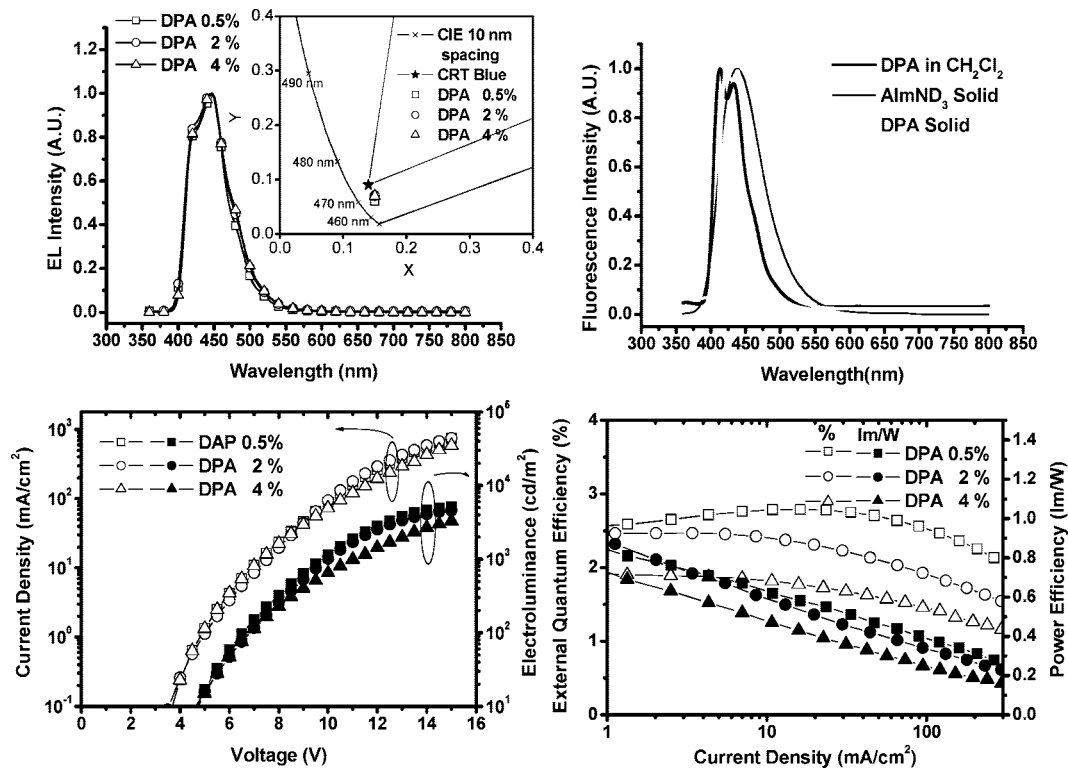 DPA 0.5%
DPA 2 %
DPA 4 %
EL Intensity (A.U.)
1.2
1.0
0.8
0.6
0.4
0.2
0.0
300 350 400 450 500 550 600 650 700 750 800 850
Wavelength (nm)
0.4
0.3
0.2
0.1
0.0
Y
0.0 0.1 0.2 0.3 0.4
X
490 nm
480 nm
470 nm
460 nm
CIE 10 nm
spacing
CRT Blue
DPA 0.5%
DPA 2 %
DPA 4 %
Fluorescence Intensity (A.U.)
1.0
0.8
0.6
0.4
0.2
0.0
300 350 400 450 500 550 600 650 700 750 800 850
Wavelength(nm)
DPA in CH₂Cl₂
AlmND₃ Solid
DPA Solid
Current Density (mA/cm²)
10³
10²
10¹
10⁰
10⁻¹
DAP 0.5%
DPA 2 %
DPA 4 %
0 2 4 6 8 10 12 14 16
Voltage (V)
10⁵
10⁴
10³
10²
10¹
Electroluminance (cd/m²)
External Quantum Efficiency (%)
4
3
2
1
0
% lm/W
DPA 0.5%
DPA 2 %
DPA 4 %
1 10 100
Current Density (mA/cm²)
1.4
1.2
1.0
0.8
0.6
0.4
0.2
0.0
Power Efficiency (lm/W)